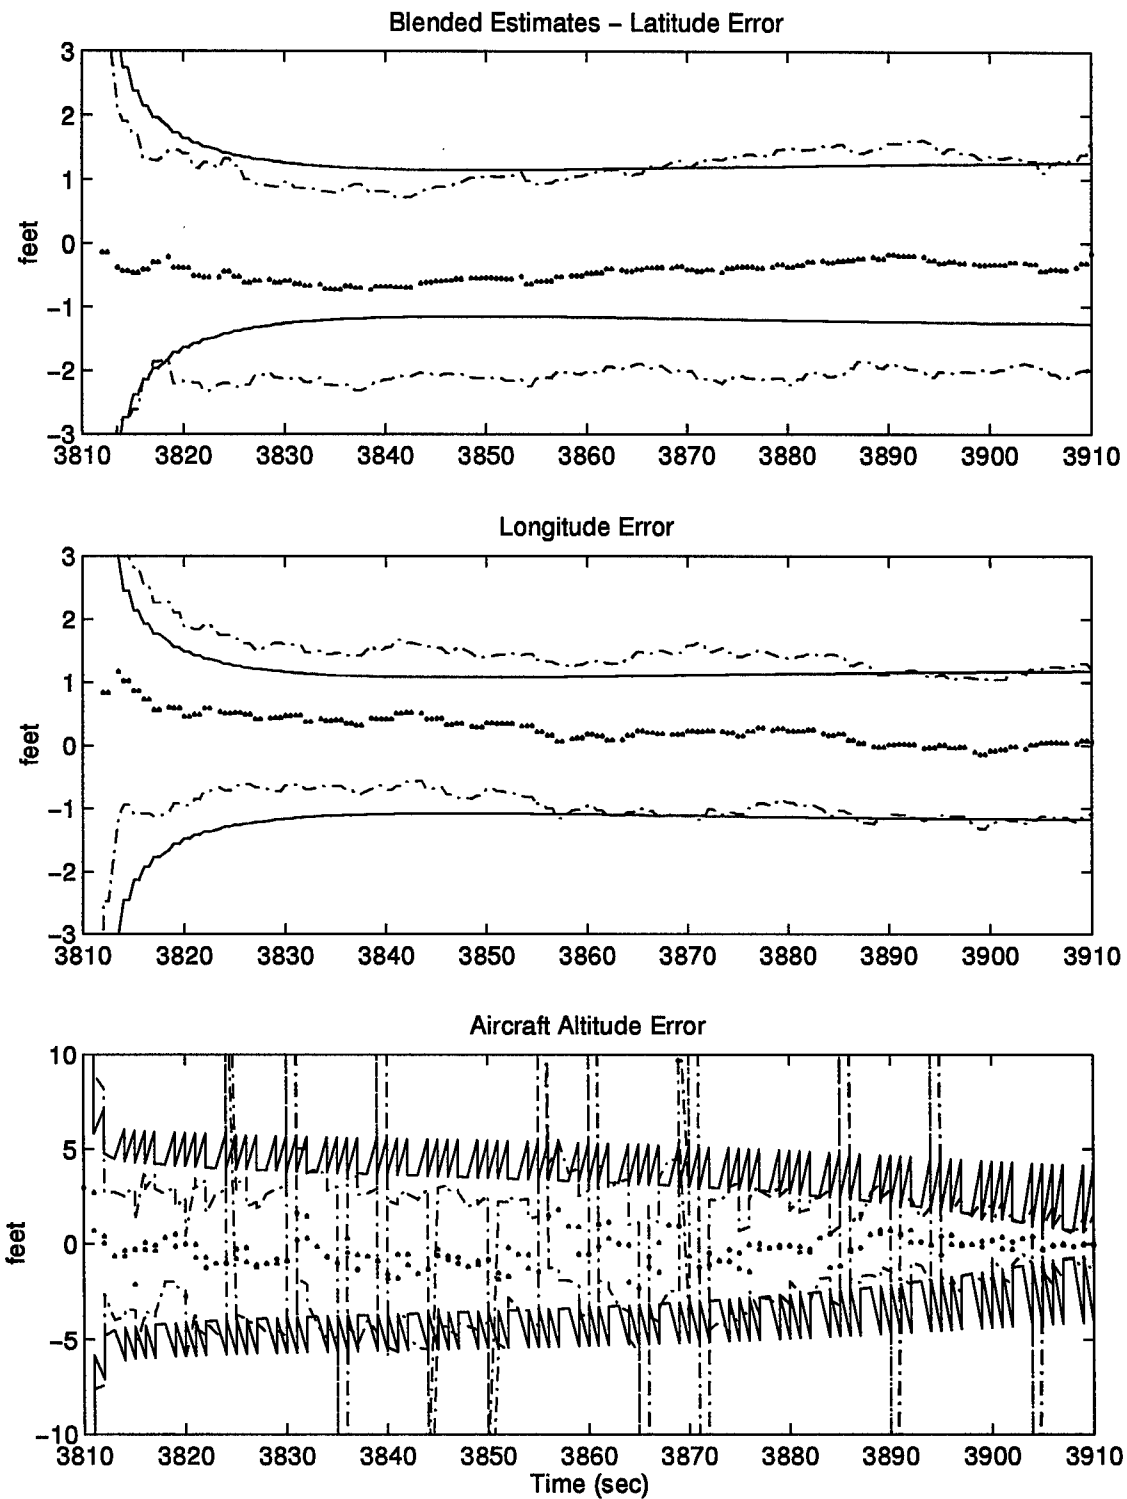 Blended Estimates – Latitude Error
3
2
1
0
−1
−2
−3
feet
3810 3820 3830 3840 3850 3860 3870 3880 3890 3900 3910
Longitude Error
3
2
1
0
−1
−2
−3
feet
3810 3820 3830 3840 3850 3860 3870 3880 3890 3900 3910
Aircraft Altitude Error
10
5
0
−5
−10
feet
3810 3820 3830 3840 3850 3860 3870 3880 3890 3900 3910
Time (sec)